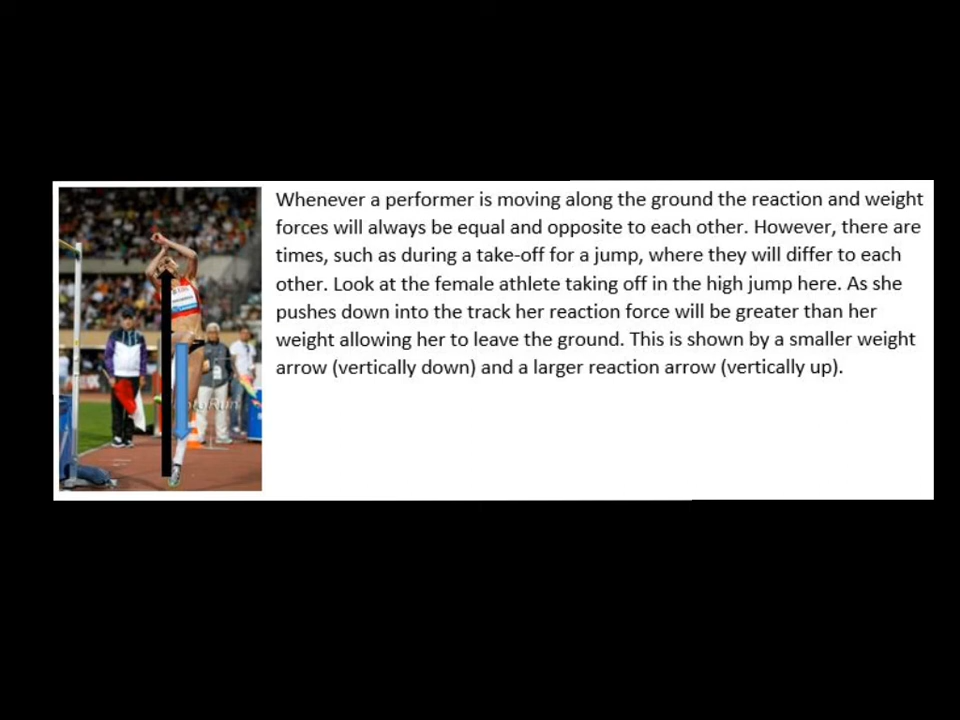 Whenever a performer is moving along the ground the reaction and weight
forces will always be equal and opposite to each other. However, there are
times, such as during a take-off for a jump, where they will differ to each
other. Look at the female athlete taking off in the high jump here. As she
pushes down into the track her reaction force will be greater than her
weight allowing her to leave the ground. This is shown by a smaller weight
arrow (vertically down) and a larger reaction arrow (vertically up).